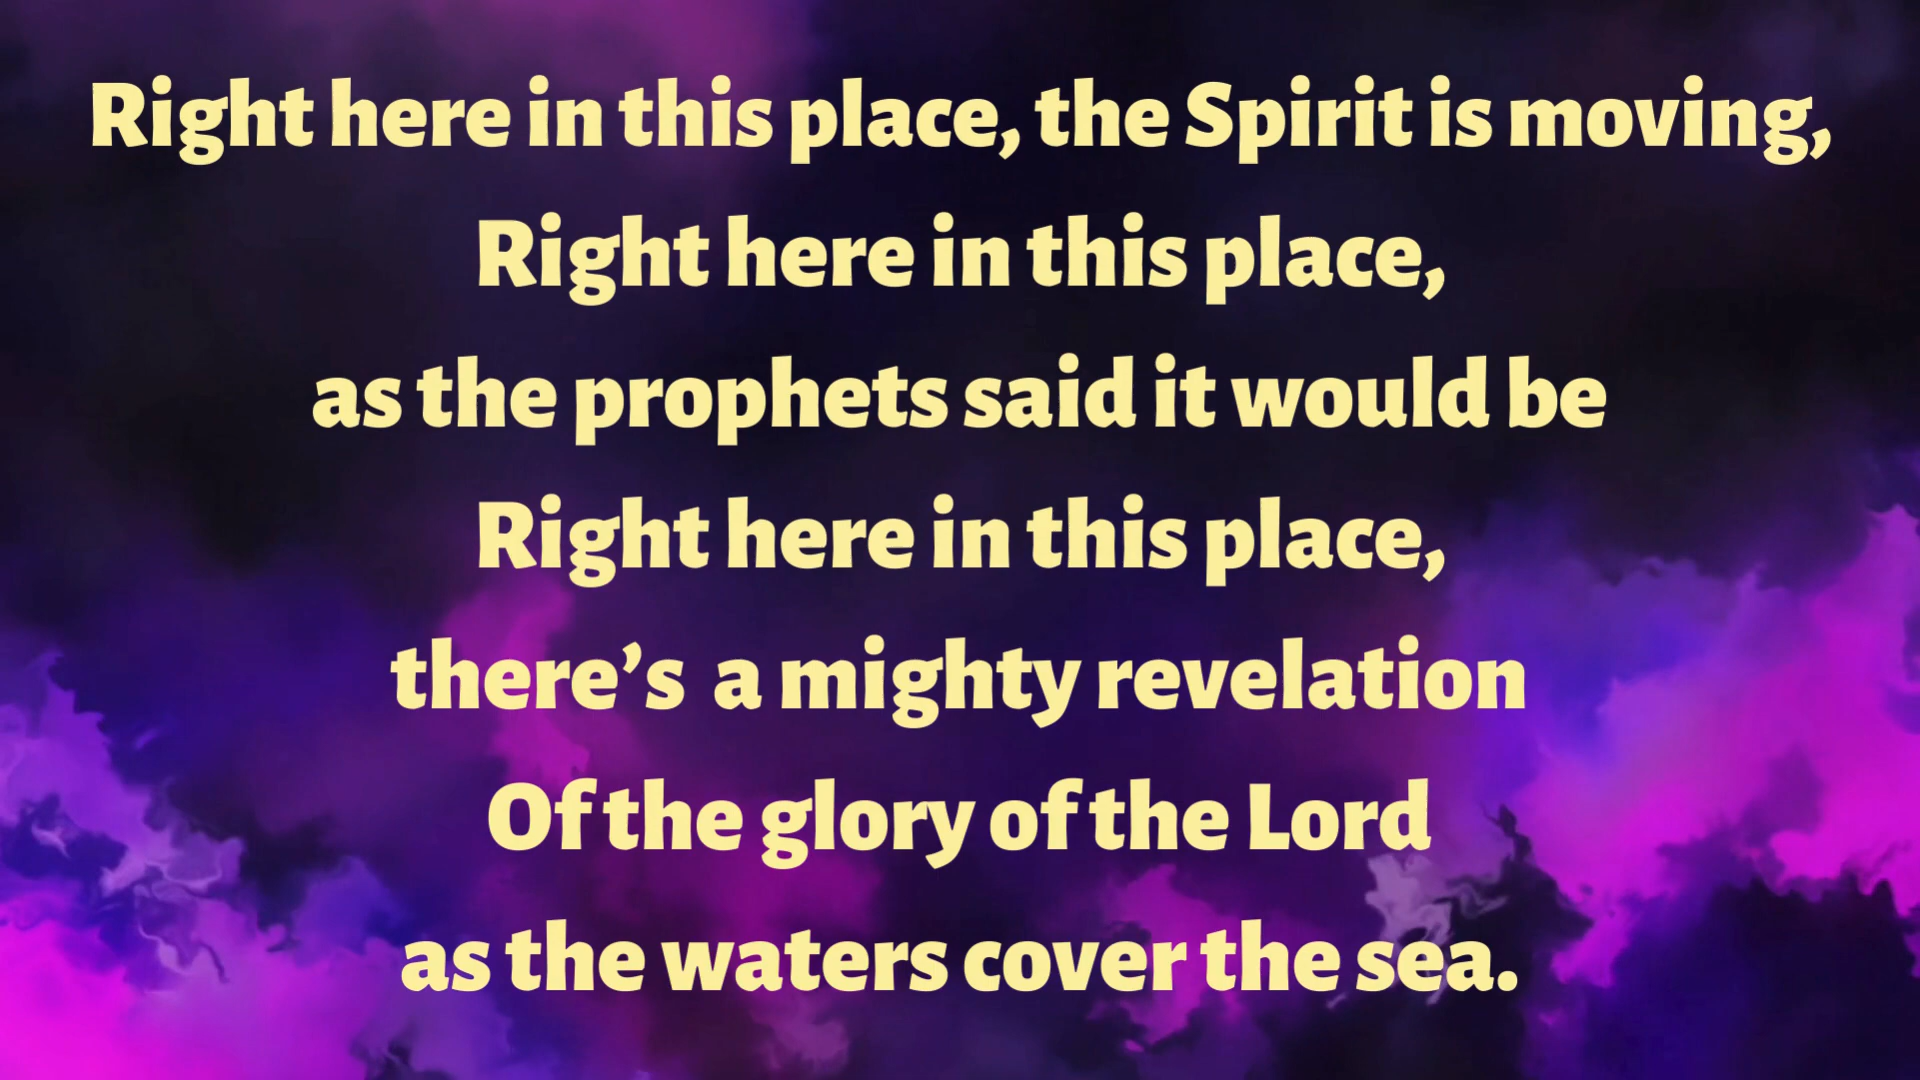 Right here in this place, the Spirit is moving,
Right here in this place,
as the prophets said it would be
Right here in this place,
there’s a mighty revelation
Of the glory of the Lord
as the waters cover the sea.